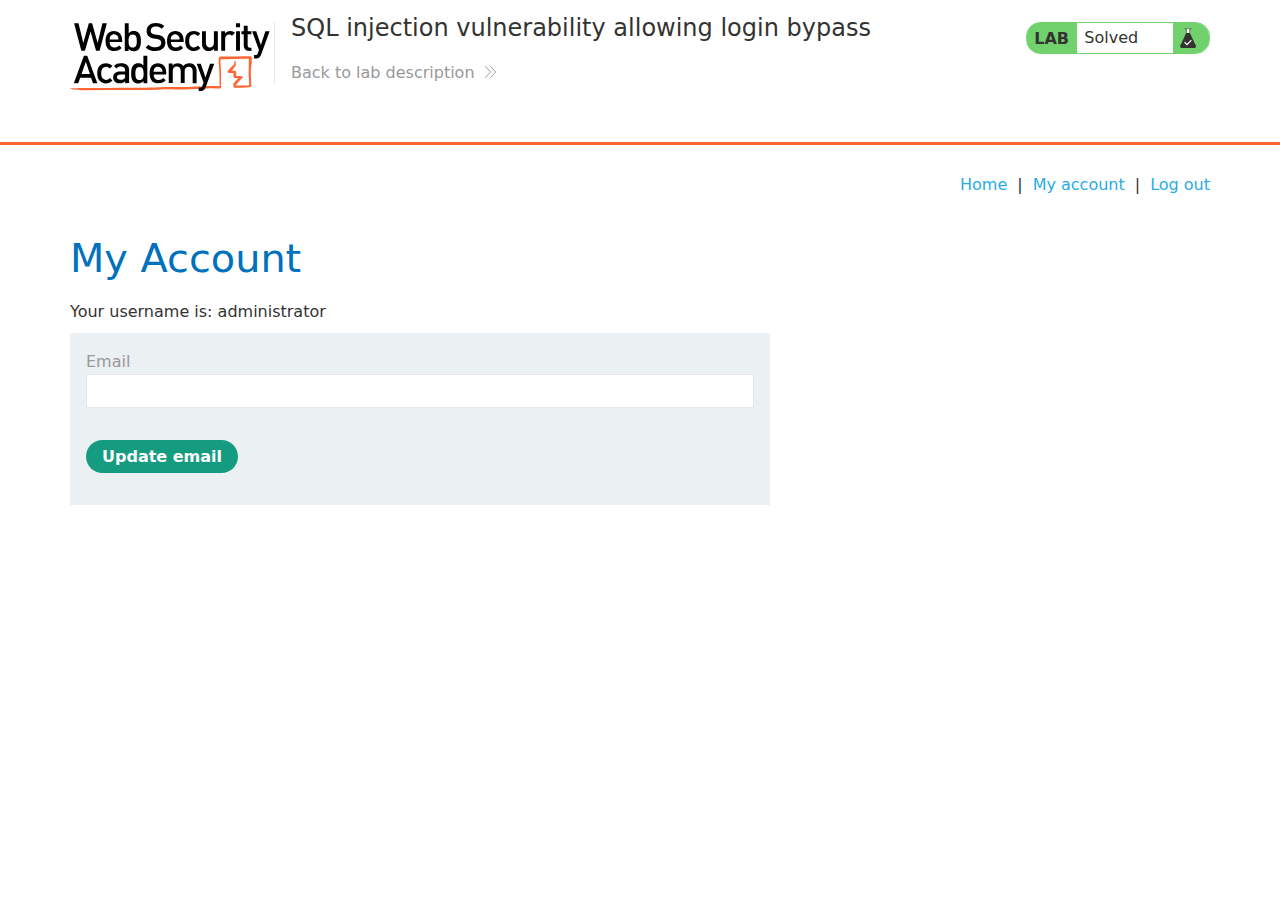 Web Security
Academy
SQL injection vulnerability allowing login bypass
Back to lab description
LAB Solved
Home | My account | Log out
My Account
Your username is: administrator
Email
Update email